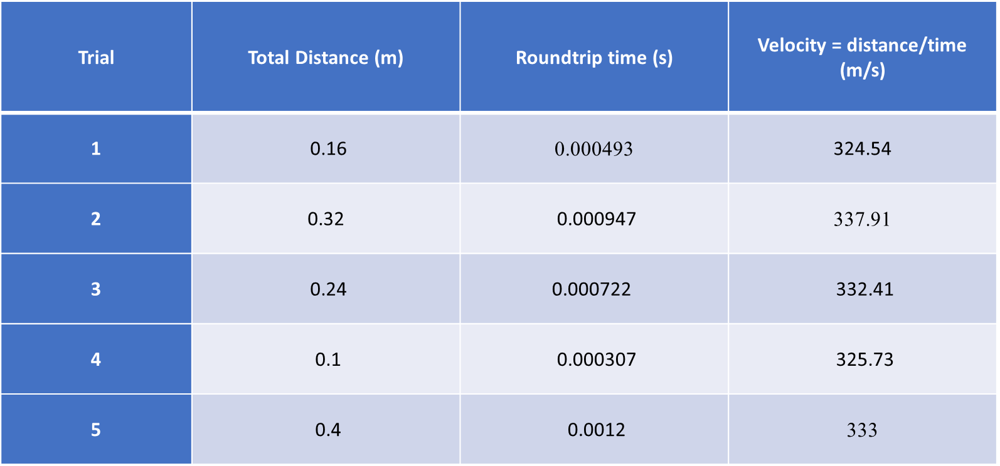 Trial Total Distance (m) Roundtrip time (s) Velocity = distance/time
(m/s)
1 0.16 0.000493 324.54
2 0.32 0.000947 337.91
3 0.24 0.000722 332.41
4 0.1 0.000307 325.73
5 0.4 0.0012 333